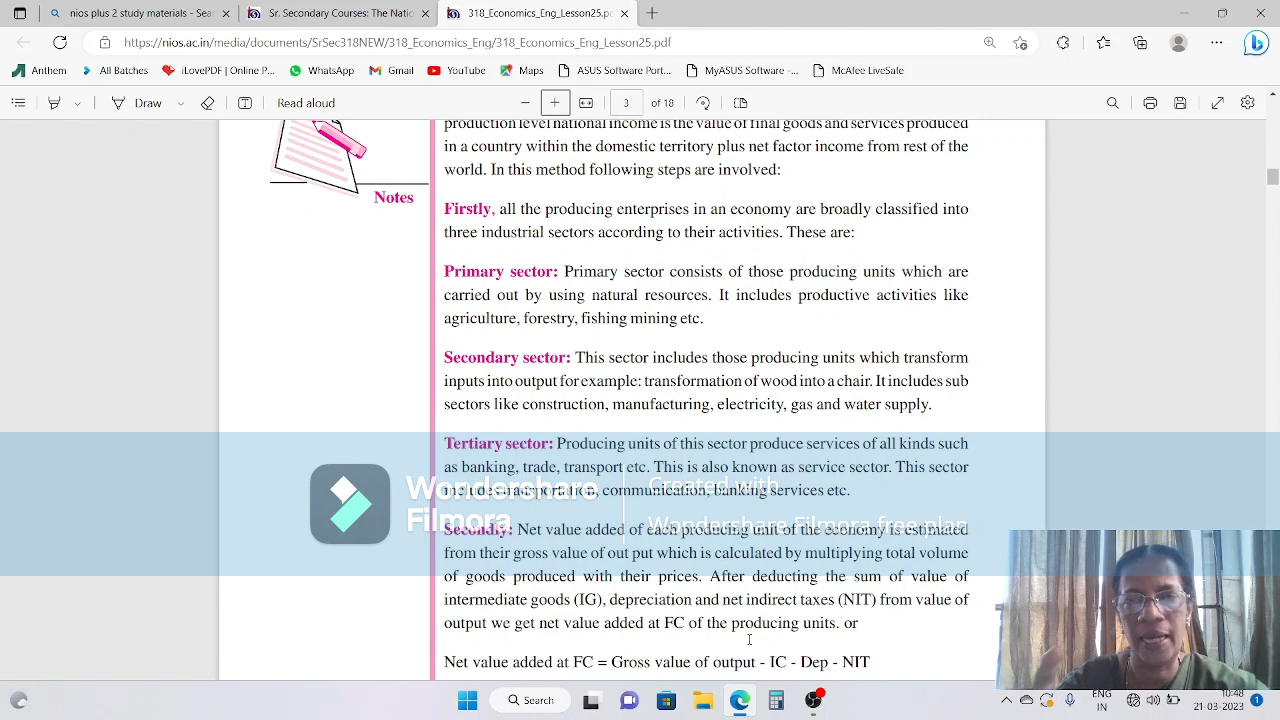 nios plus 2 study materials - Sea
Sr. Secondary Courses: The Natio
318_Economics_Eng_Lesson25.pd
https://nios.ac.in/media/documents/SrSec318NEW/318_Economics_Eng/318_Economics_Eng_Lesson25.pdf
Anthem
All Batches
iLovePDF | Online P...
WhatsApp
Gmail
YouTube
Maps
ASUS Software Port...
MyASUS Software -...
McAfee LiveSafe
Draw
Read aloud
3 of 18
production level national income is the value of final goods and services produced
in a country within the domestic territory plus net factor income from rest of the
world. In this method following steps are involved:
Notes
Firstly, all the producing enterprises in an economy are broadly classified into
three industrial sectors according to their activities. These are:
Primary sector: Primary sector consists of those producing units which are
carried out by using natural resources. It includes productive activities like
agriculture, forestry, fishing mining etc.
Secondary sector: This sector includes those producing units which transform
inputs into output for example: transformation of wood into a chair. It includes sub
sectors like construction, manufacturing, electricity, gas and water supply.
Tertiary sector: Producing units of this sector produce services of all kinds such
as banking, trade, transport etc. This is also known as service sector. This sector
includes transportation, communication, banking services etc.
Wondershare
Filmora
Created with
Wondershare Filmora free plan
Secondly: Net value added of each producing unit of the economy is estimated
from their gross value of out put which is calculated by multiplying total volume
of goods produced with their prices. After deducting the sum of value of
intermediate goods (IG), depreciation and net indirect taxes (NIT) from value of
output we get net value added at FC of the producing units. or
Net value added at FC = Gross value of output - IC - Dep - NIT
Search
ENG
IN
10:48
21-03-2023
1